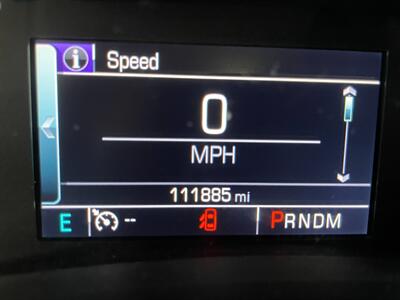 Speed
0
MPH
111885 mi
E -- PRNDM